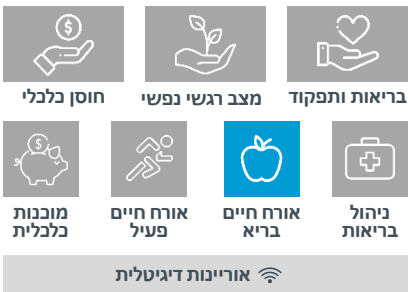 בריאות ותפקוד
מצב רגשי נפשי
חוסן כלכלי
ניהול
בריאות
אורח חיים
בריא
אורח חיים
פעיל
מוכנות
כלכלית
אוריינות דיגיטלית